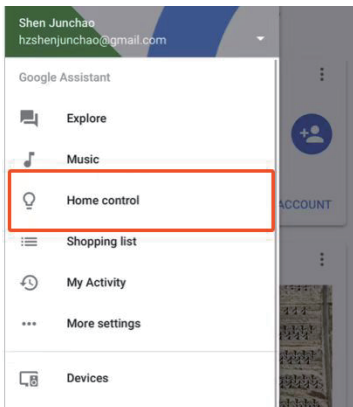 Shen Junchao
hzshenjunchao@gmail.com
Google Assistant
Explore
Music
Home control
ACCOUNT
Shopping list
My Activity
More settings
Devices